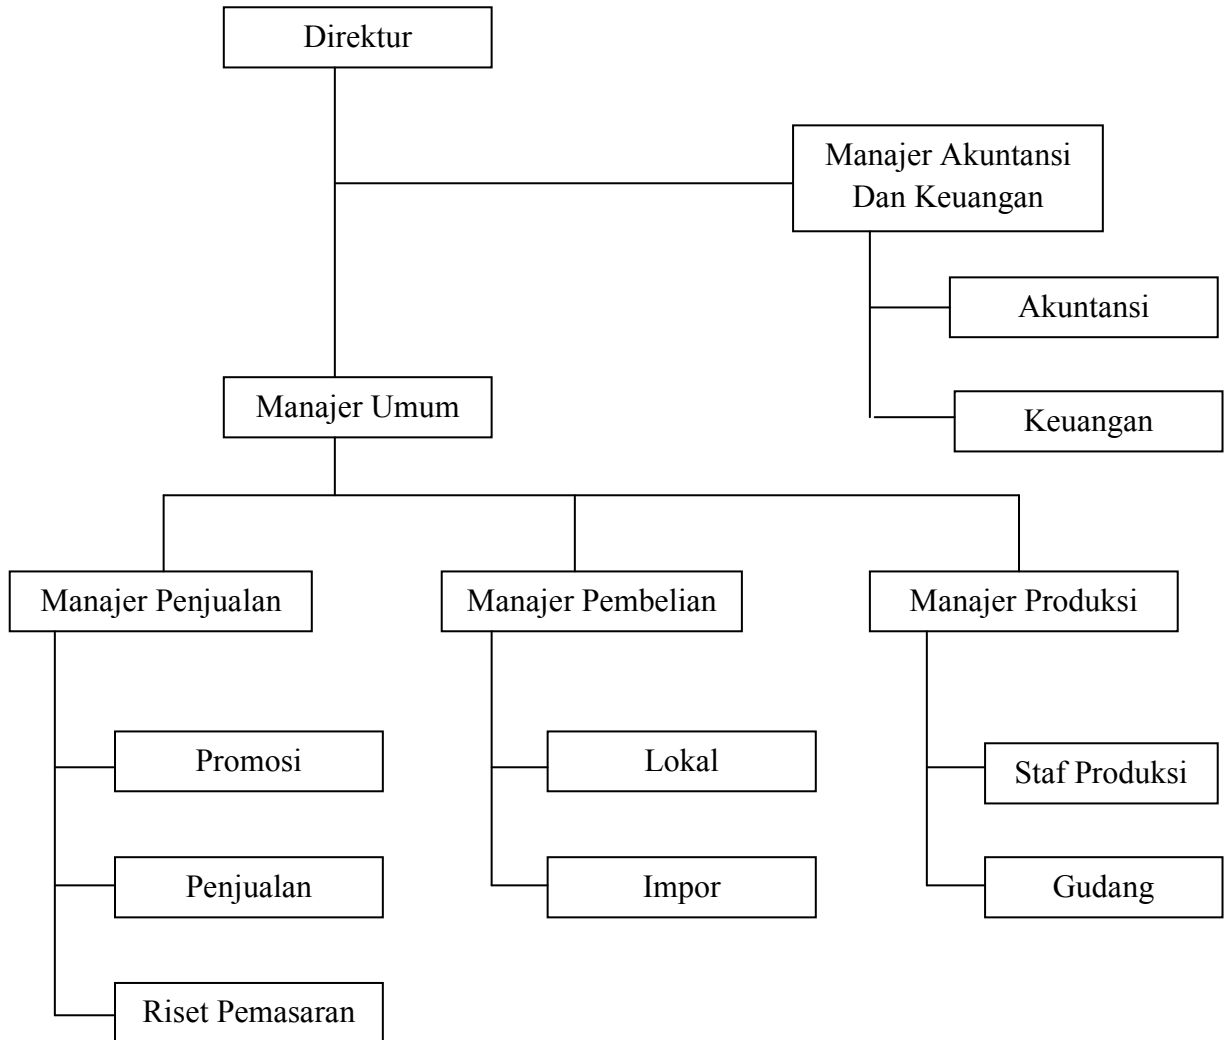 Direktur
Manajer Akuntansi
Dan Keuangan
Akuntansi
Manajer Umum
Keuangan
Manajer Penjualan
Manajer Pembelian
Manajer Produksi
Promosi
Lokal
Staf Produksi
Penjualan
Impor
Gudang
Riset Pemasaran